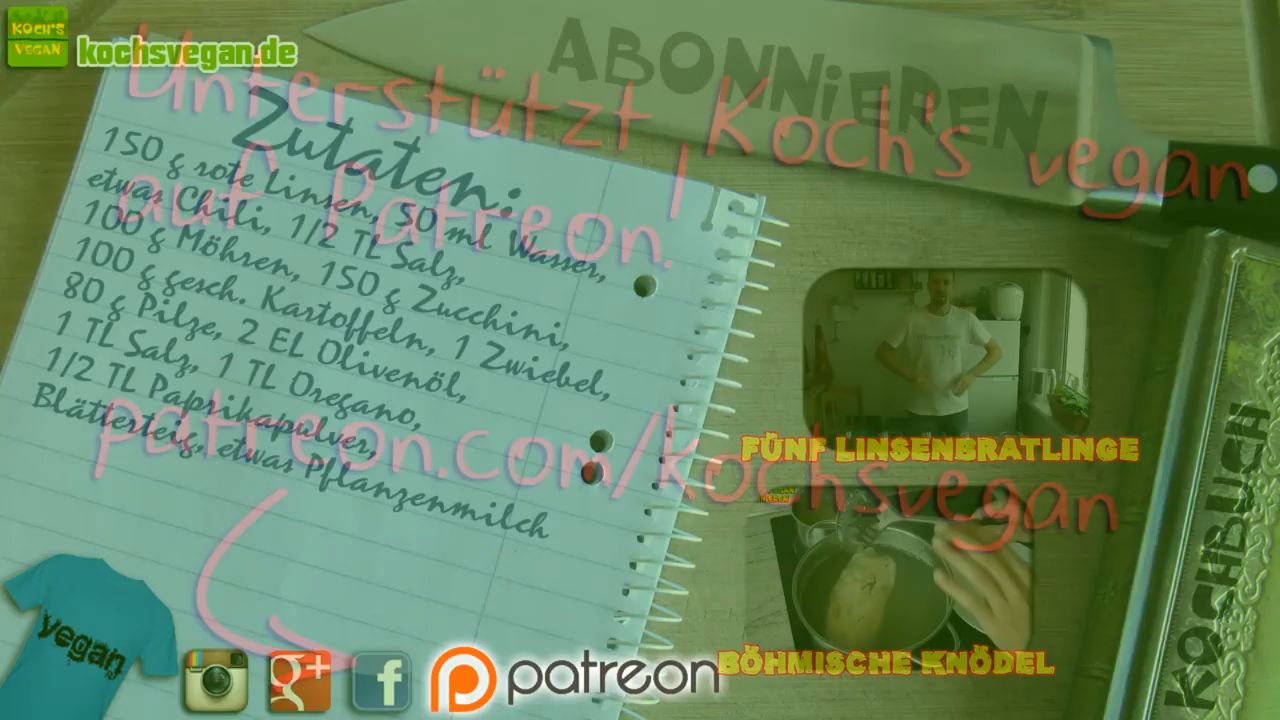 KOCH'S
VEGAN
kochsvegan.de
ABONNiEREN
Unterstützt Koch's vegan
auf Patreon.
patreon.com/kochsvegan
Zutaten:
150 g rote Linsen, 50 ml Wasser,
etwas Chili, 1/2 TL Salz,
100 g Möhren, 150 g Zucchini,
100 g gesch. Kartoffeln, 1 Zwiebel,
80 g Pilze, 2 EL Olivenöl,
1 TL Salz, 1 TL Oregano,
1/2 TL Paprikapulver,
Blätterteig, etwas Pflanzenmilch
FÜNF LINSENBRATLINGE
BÖHMISCHE KNÖDEL
KOCHBUCH
vegan
g+
f
patreon